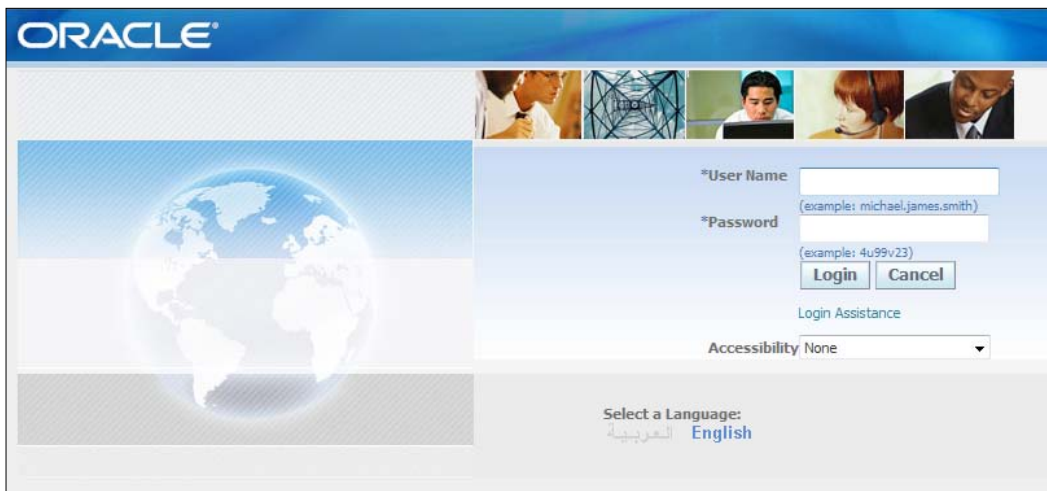 ORACLE
*User Name
(example: michael.james.smith)
*Password
(example: 4u99v23)
Login Cancel
Login Assistance
Accessibility None
Select a Language:
العربية English